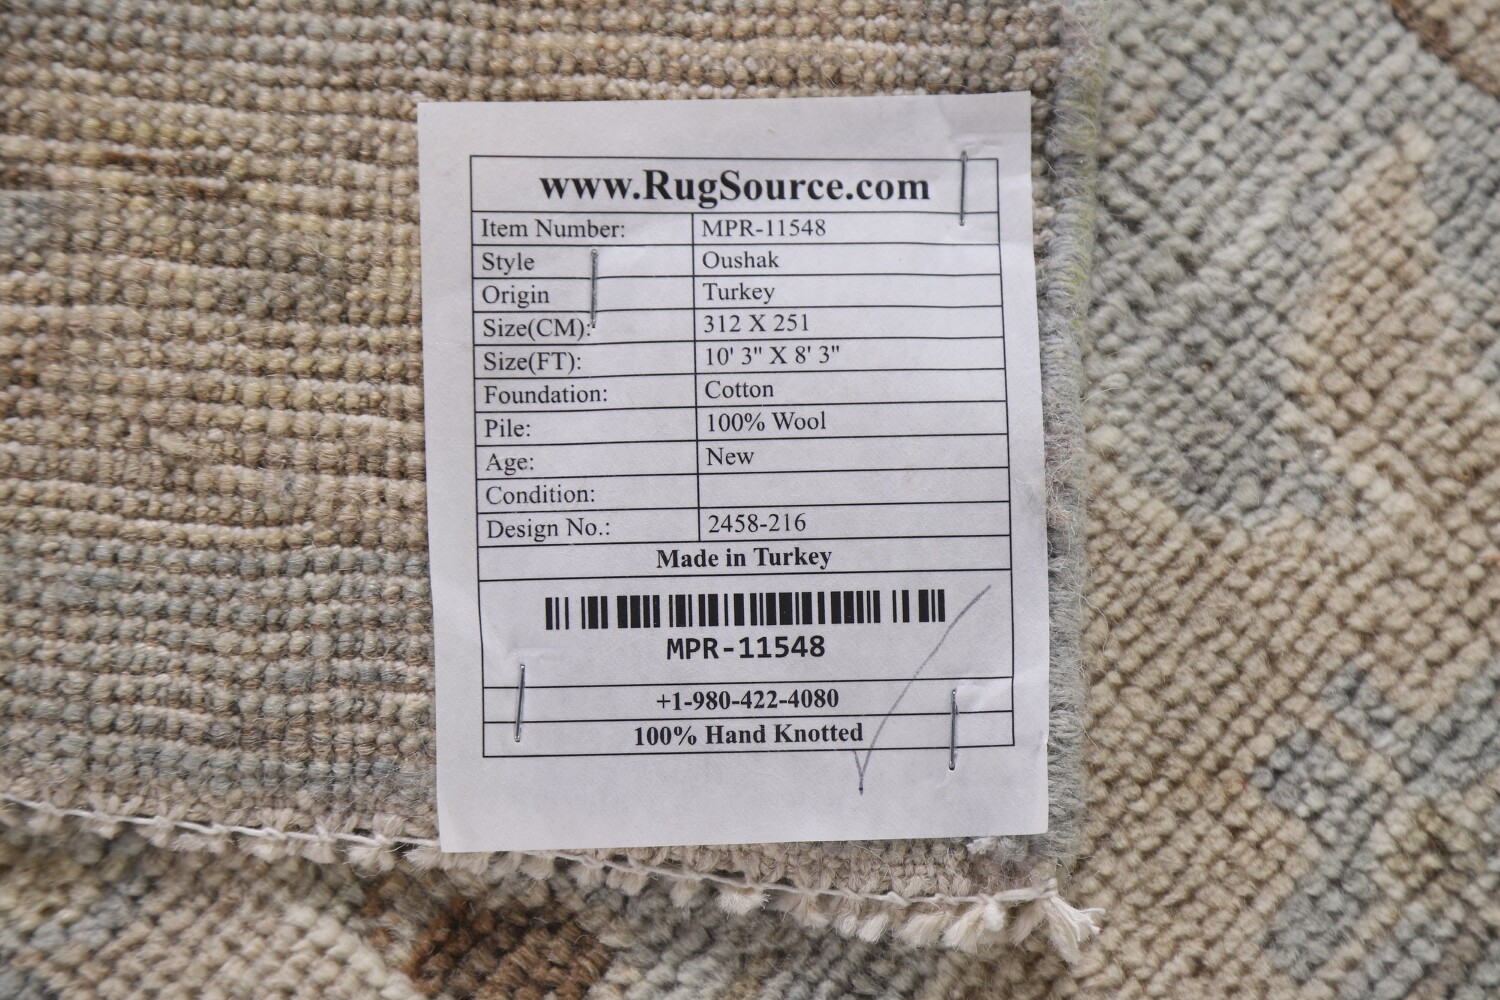 www.RugSource.com
Item Number: MPR-11548
Style Oushak
Origin Turkey
Size(CM): 312 X 251
Size(FT): 10' 3" X 8' 3"
Foundation: Cotton
Pile: 100% Wool
Age: New
Condition:
Design No.: 2458-216
Made in Turkey
MPR-11548
+1-980-422-4080
100% Hand Knotted